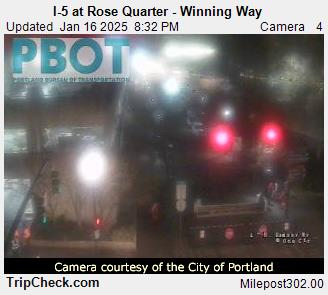 I-5 at Rose Quarter - Winning Way
Updated Jan 16 2025 8:32 PM Camera 4
PBOT
PORTLAND BUREAU OF TRANSPORTATION
Camera courtesy of the City of Portland
TripCheck.com Milepost302.00